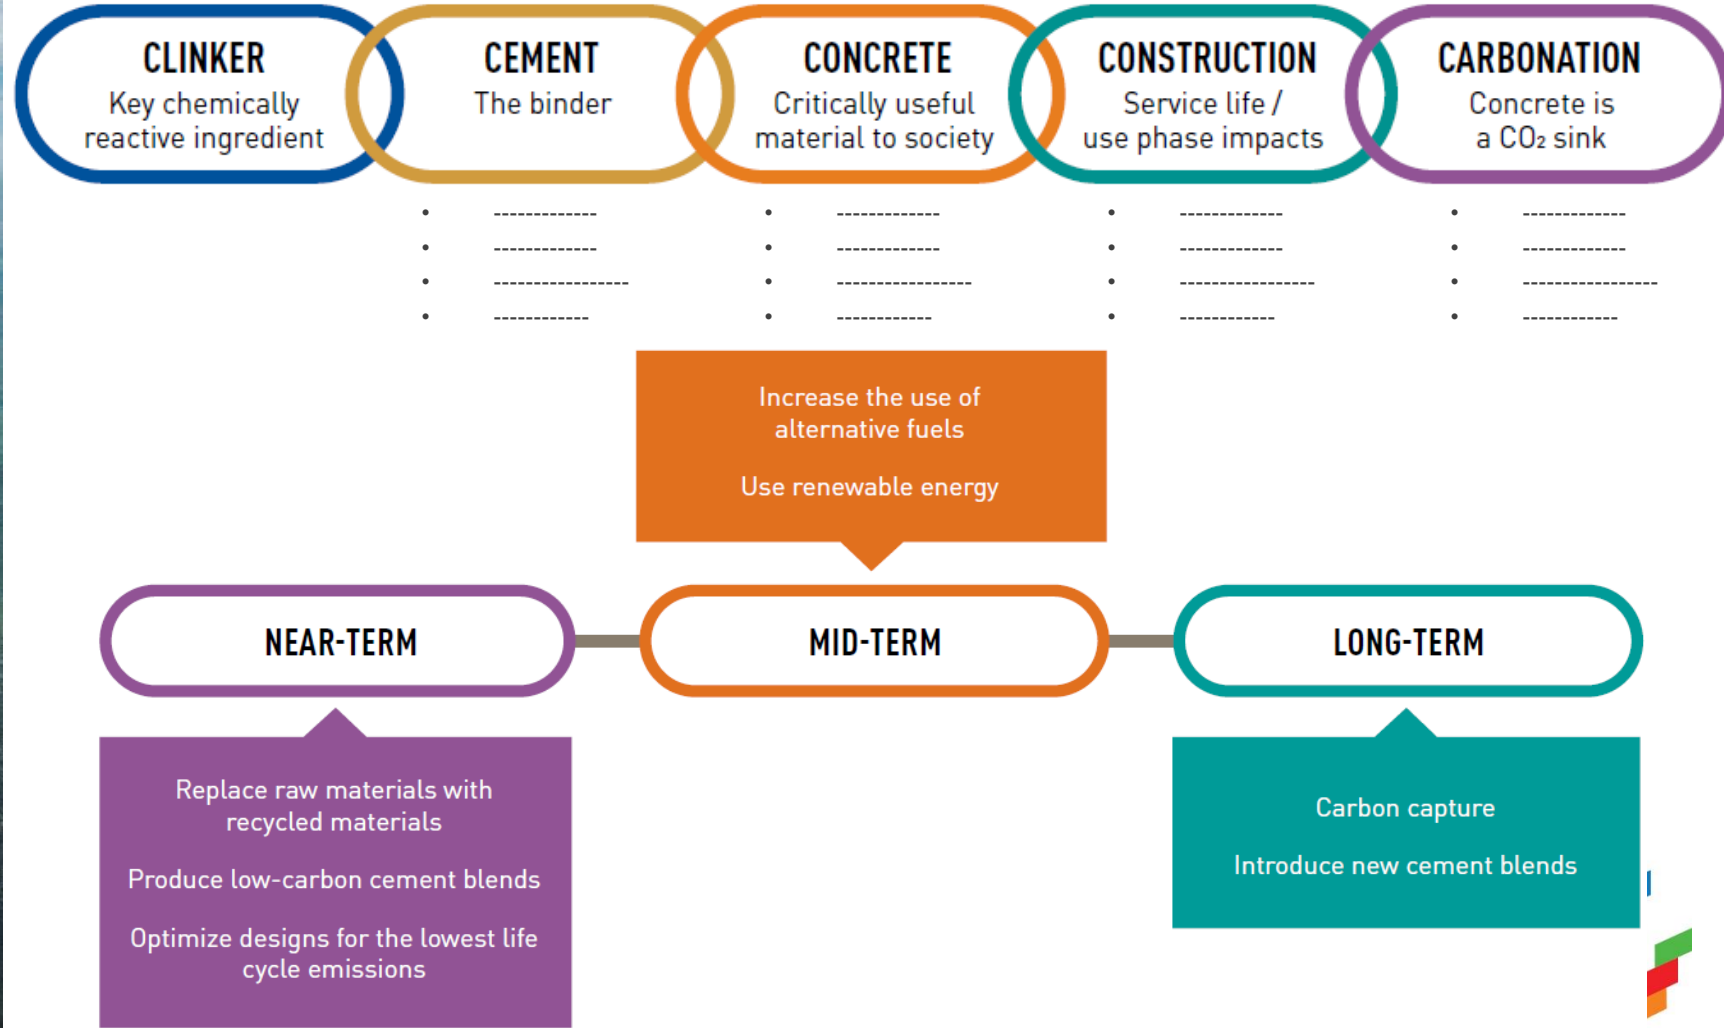 CLINKER
Key chemically
reactive ingredient
CEMENT
The binder
CONCRETE
Critically useful
material to society
CONSTRUCTION
Service life /
use phase impacts
CARBONATION
Concrete is
a CO₂ sink
• -------------
• -------------
• -----------------
• ------------
• -------------
• -------------
• -----------------
• ------------
• -------------
• -------------
• -----------------
• ------------
• -------------
• -------------
• -----------------
• ------------
Increase the use of
alternative fuels
Use renewable energy
NEAR-TERM
MID-TERM
LONG-TERM
Replace raw materials with
recycled materials
Produce low-carbon cement blends
Optimize designs for the lowest life
cycle emissions
Carbon capture
Introduce new cement blends